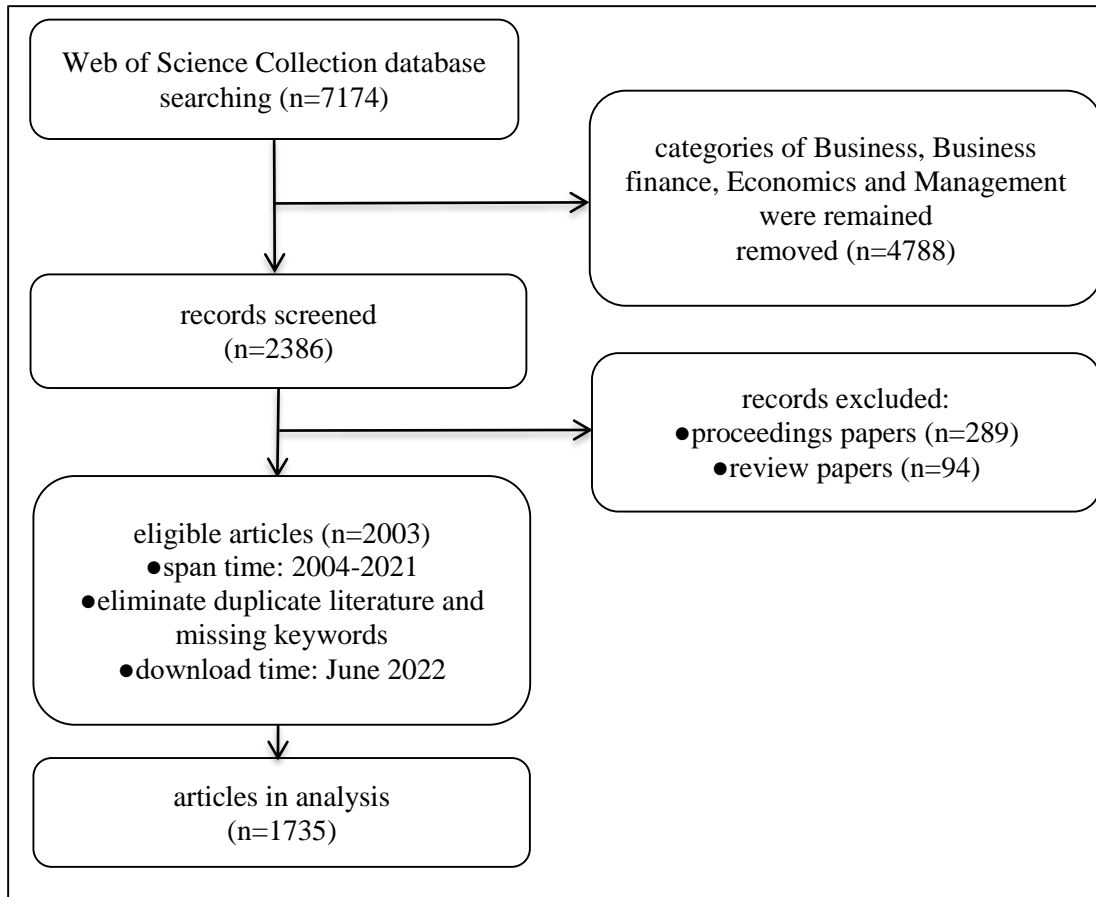 Web of Science Collection database
searching (n=7174)
categories of Business, Business
finance, Economics and Management
were remained
removed (n=4788)
records screened
(n=2386)
records excluded:
●proceedings papers (n=289)
●review papers (n=94)
eligible articles (n=2003)
●span time: 2004-2021
●eliminate duplicate literature and
missing keywords
●download time: June 2022
articles in analysis
(n=1735)